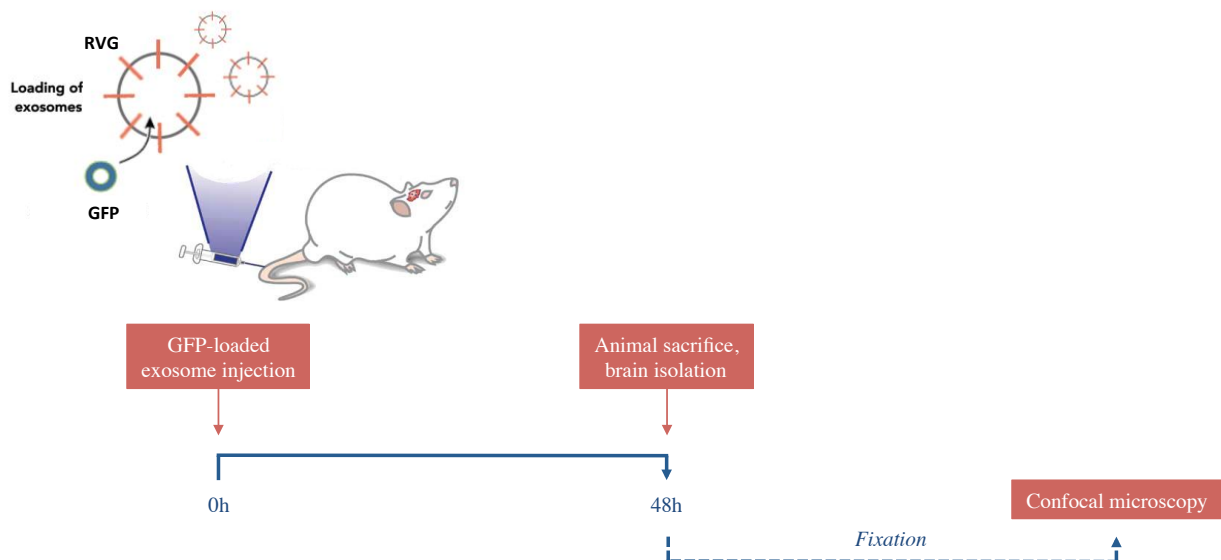 RVG
Loading of
exosomes
GFP
GFP-loaded
exosome injection
Animal sacrifice,
brain isolation
0h
48h
Confocal microscopy
Fixation